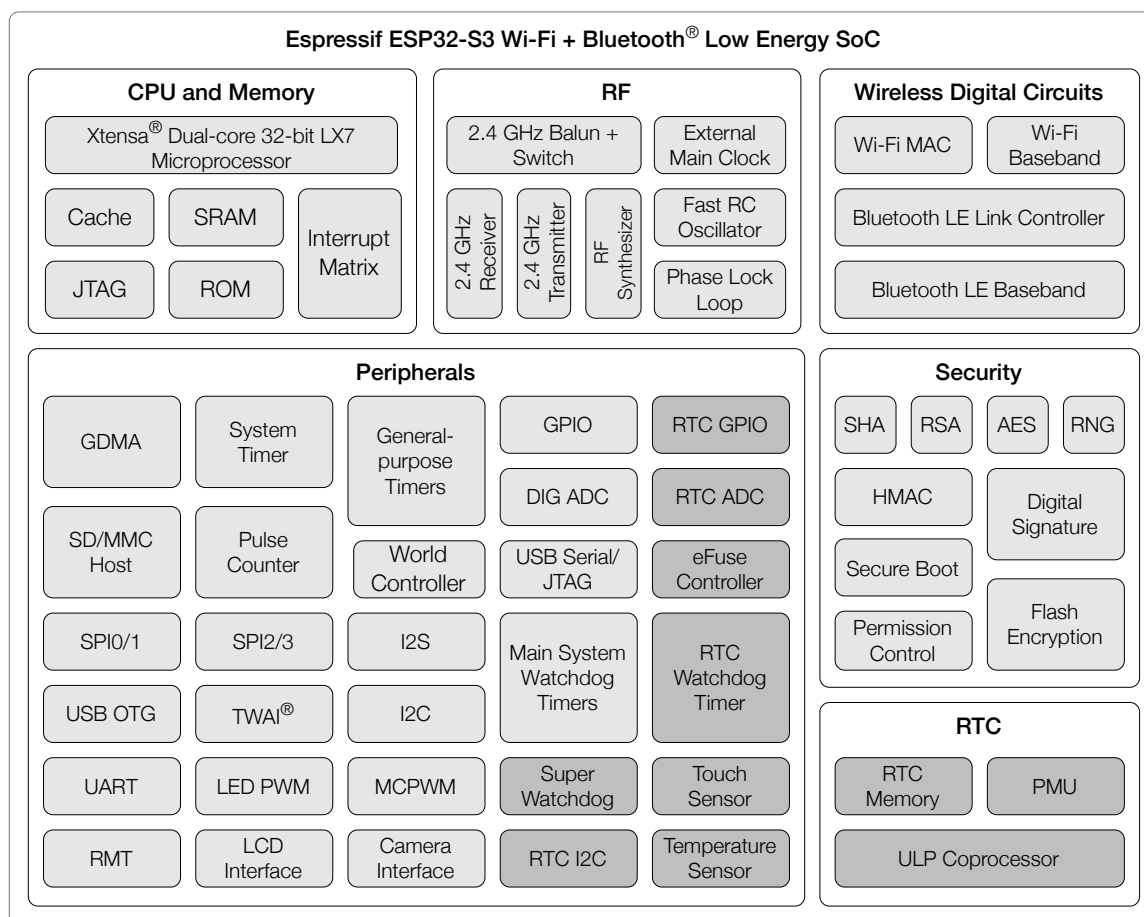 Espressif ESP32-S3 Wi-Fi + Bluetooth® Low Energy SoC
CPU and Memory
Xtensa® Dual-core 32-bit LX7
Microprocessor
Cache
SRAM
Interrupt
Matrix
JTAG
ROM
RF
2.4 GHz Balun +
Switch
External
Main Clock
2.4 GHz
Receiver
2.4 GHz
Transmitter
RF
Synthesizer
Fast RC
Oscillator
Phase Lock
Loop
Wireless Digital Circuits
Wi-Fi MAC
Wi-Fi
Baseband
Bluetooth LE Link Controller
Bluetooth LE Baseband
Peripherals
GDMA
System
Timer
General-
purpose
Timers
GPIO
RTC GPIO
DIG ADC
RTC ADC
SD/MMC
Host
Pulse
Counter
World
Controller
USB Serial/
JTAG
eFuse
Controller
SPI0/1
SPI2/3
I2S
Main System
Watchdog
Timers
RTC
Watchdog
Timer
USB OTG
TWAI®
I2C
UART
LED PWM
MCPWM
Super
Watchdog
Touch
Sensor
RMT
LCD
Interface
Camera
Interface
RTC I2C
Temperature
Sensor
Security
SHA
RSA
AES
RNG
HMAC
Digital
Signature
Secure Boot
Flash
Encryption
Permission
Control
RTC
RTC
Memory
PMU
ULP Coprocessor